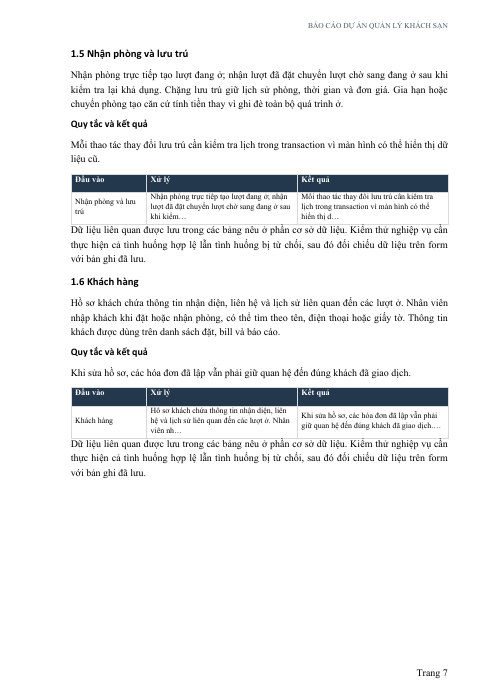 BÁO CÁO DỰ ÁN QUẢN LÝ KHÁCH SẠN
1.5 Nhận phòng và lưu trú
Nhận phòng trực tiếp tạo lượt đang ở; nhận lượt đã đặt chuyển lượt chờ sang đang ở sau khi
kiểm tra lại khả dụng. Chặng lưu trú giữ lịch sử phòng, thời gian và đơn giá. Gia hạn hoặc
chuyển phòng tạo căn cứ tính tiền thay vì ghi đè toàn bộ quá trình ở.
Quy tắc và kết quả
Mỗi thao tác thay đổi lưu trú cần kiểm tra lịch trong transaction vì màn hình có thể hiển thị dữ
liệu cũ.
Đầu vào Xử lý Kết quả
Nhận phòng và lưu
trú
Nhận phòng trực tiếp tạo lượt đang ở; nhận
lượt đã đặt chuyển lượt chờ sang đang ở sau
khi kiểm…
Mỗi thao tác thay đổi lưu trú cần kiểm tra
lịch trong transaction vì màn hình có thể
hiển thị d…
Dữ liệu liên quan được lưu trong các bảng nêu ở phần cơ sở dữ liệu. Kiểm thử nghiệp vụ cần
thực hiện cả tình huống hợp lệ lẫn tình huống bị từ chối, sau đó đối chiếu dữ liệu trên form
với bản ghi đã lưu.
1.6 Khách hàng
Hồ sơ khách chứa thông tin nhận diện, liên hệ và lịch sử liên quan đến các lượt ở. Nhân viên
nhập khách khi đặt hoặc nhận phòng, có thể tìm theo tên, điện thoại hoặc giấy tờ. Thông tin
khách được dùng trên danh sách đặt, bill và báo cáo.
Quy tắc và kết quả
Khi sửa hồ sơ, các hóa đơn đã lập vẫn phải giữ quan hệ đến đúng khách đã giao dịch.
Đầu vào Xử lý Kết quả
Khách hàng
Hồ sơ khách chứa thông tin nhận diện, liên
hệ và lịch sử liên quan đến các lượt ở. Nhân
viên nh…
Khi sửa hồ sơ, các hóa đơn đã lập vẫn phải
giữ quan hệ đến đúng khách đã giao dịch.…
Dữ liệu liên quan được lưu trong các bảng nêu ở phần cơ sở dữ liệu. Kiểm thử nghiệp vụ cần
thực hiện cả tình huống hợp lệ lẫn tình huống bị từ chối, sau đó đối chiếu dữ liệu trên form
với bản ghi đã lưu.
Trang 7